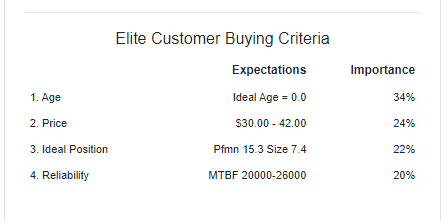 Elite Customer Buying Criteria
Expectations Importance
1. Age Ideal Age = 0.0 34%
2. Price $30.00 - 42.00 24%
3. Ideal Position Pfmn 15.3 Size 7.4 22%
4. Reliability MTBF 20000-26000 20%